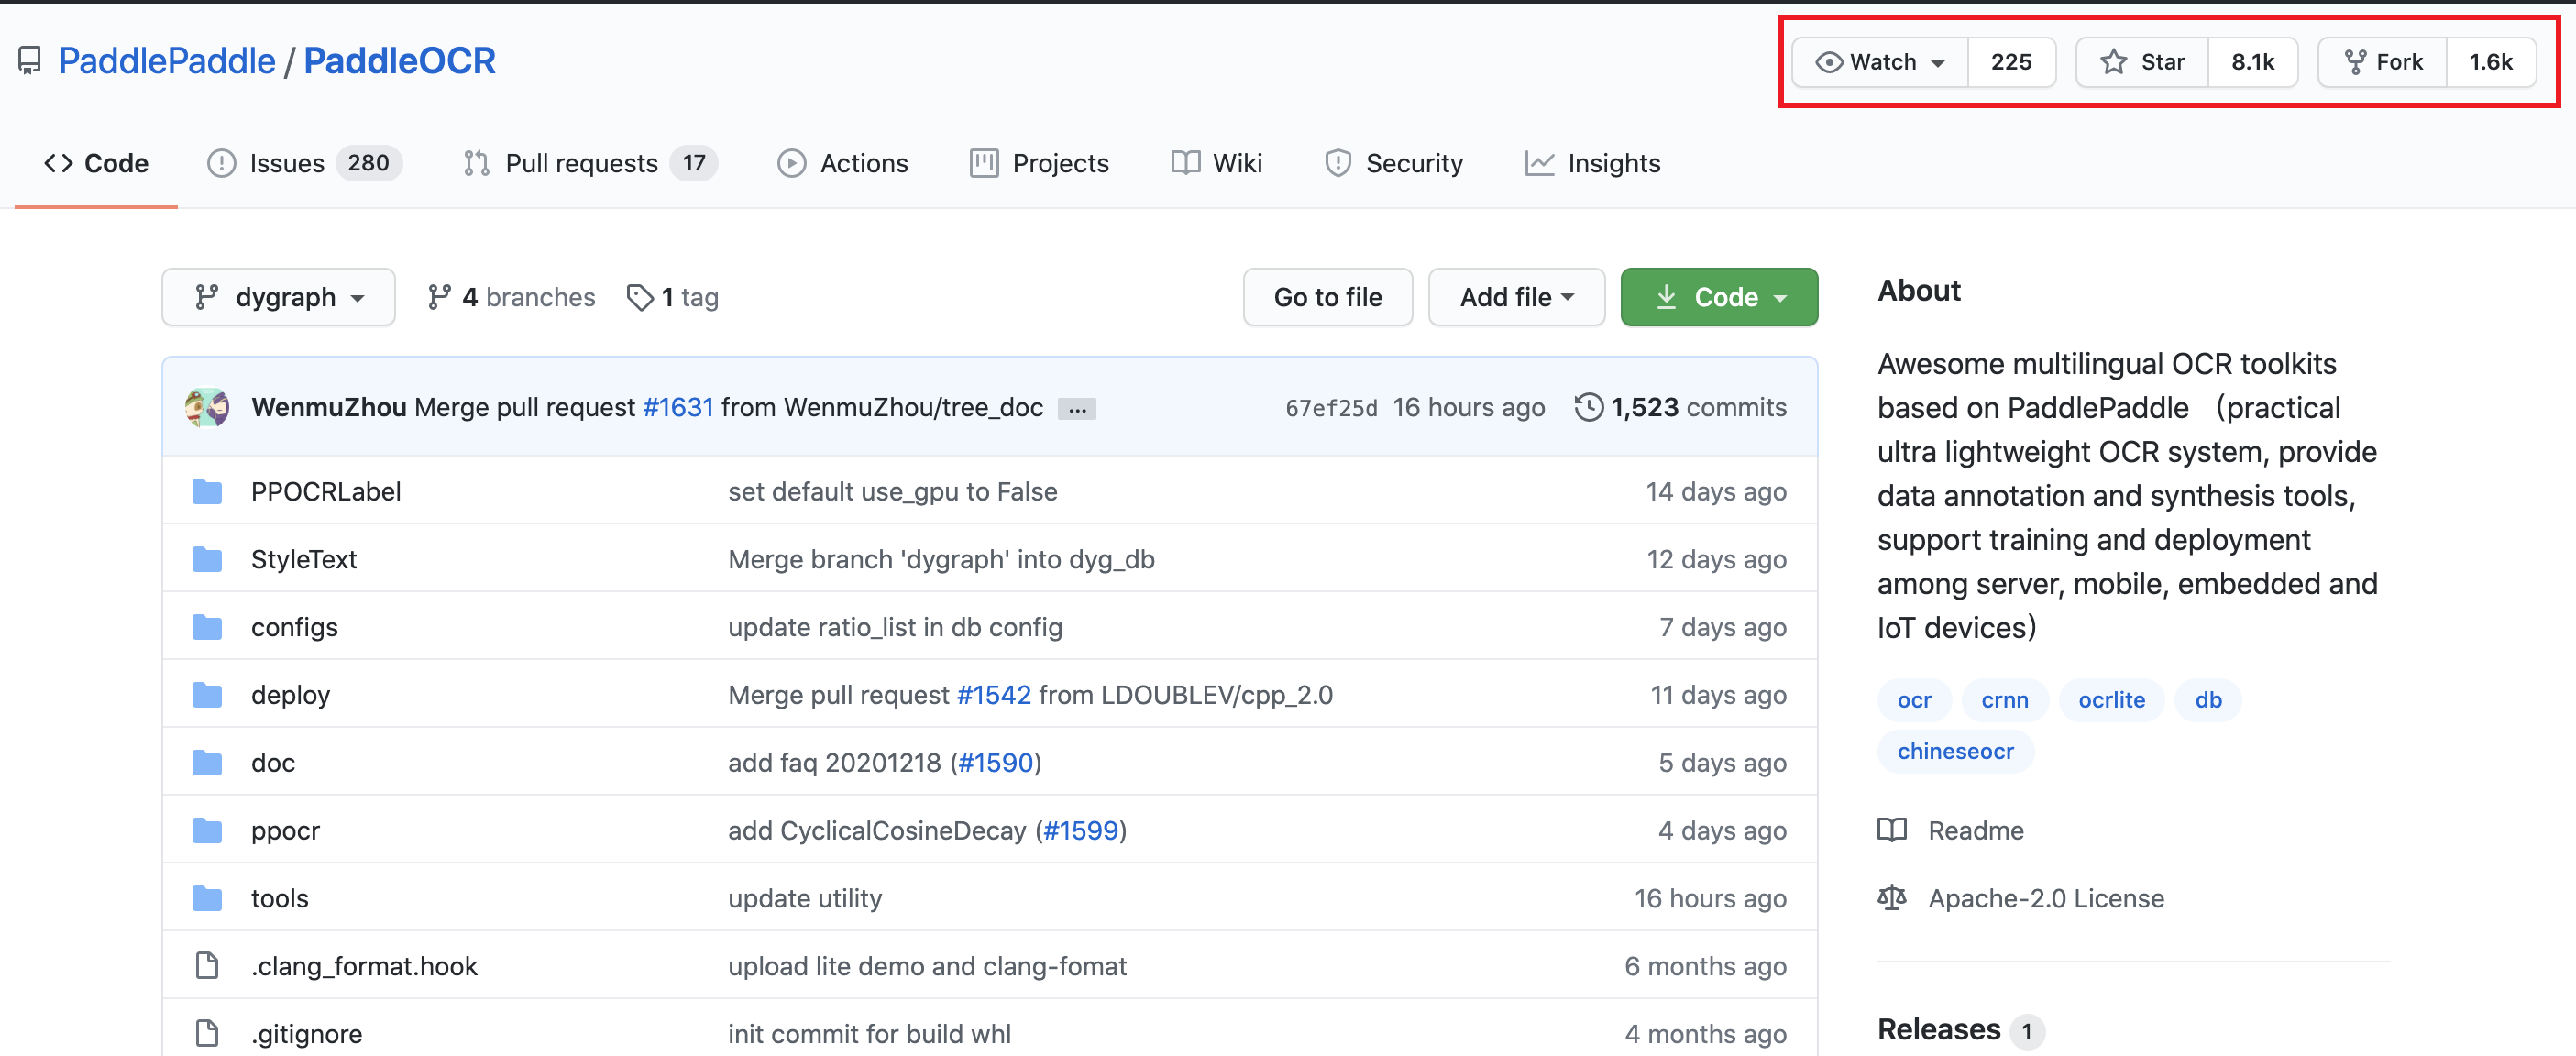 PaddlePaddle / PaddleOCR
Watch 225 Star 8.1k Fork 1.6k
Code Issues 280 Pull requests 17 Actions Projects Wiki Security Insights
dygraph 4 branches 1 tag Go to file Add file Code
WenmuZhou Merge pull request #1631 from WenmuZhou/tree_doc ... 67ef25d 16 hours ago 1,523 commits
PPOCRLabel set default use_gpu to False 14 days ago
StyleText Merge branch 'dygraph' into dyg_db 12 days ago
configs update ratio_list in db config 7 days ago
deploy Merge pull request #1542 from LDOUBLEV/cpp_2.0 11 days ago
doc add faq 20201218 (#1590) 5 days ago
ppocr add CyclicalCosineDecay (#1599) 4 days ago
tools update utility 16 hours ago
.clang_format.hook upload lite demo and clang-fomat 6 months ago
.gitignore init commit for build whl 4 months ago
About
Awesome multilingual OCR toolkits
based on PaddlePaddle （practical
ultra lightweight OCR system, provide
data annotation and synthesis tools,
support training and deployment
among server, mobile, embedded and
IoT devices）
ocr crnn ocrlite db
chineseocr
Readme
Apache-2.0 License
Releases 1